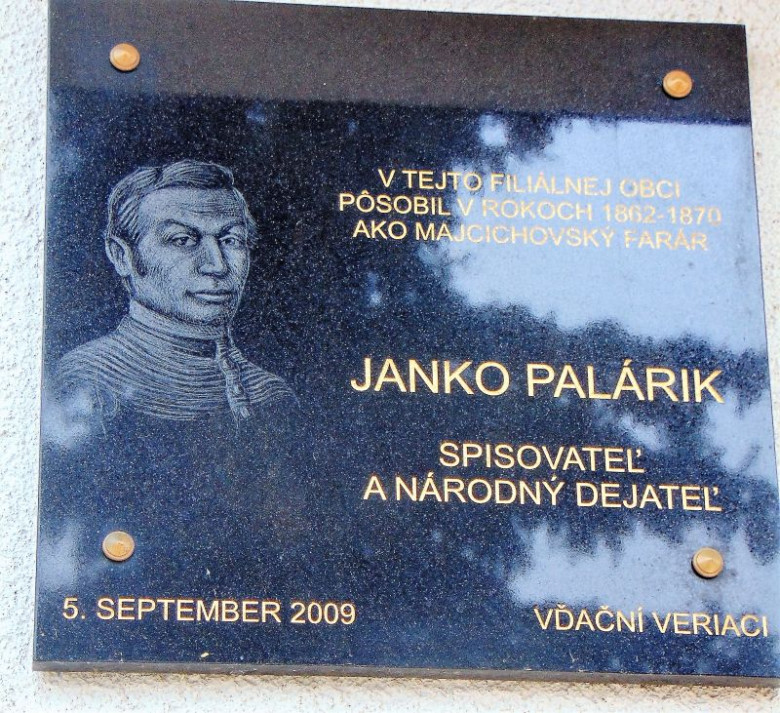 V TEJTO FILIÁLNEJ OBCI
PÔSOBIL V ROKOCH 1862-1870
AKO MAJCICHOVSKÝ FARÁR
JANKO PALÁRIK
SPISOVATEĽ
A NÁRODNÝ DEJATEĽ
5. SEPTEMBER 2009
VĎAČNÍ VERIACI